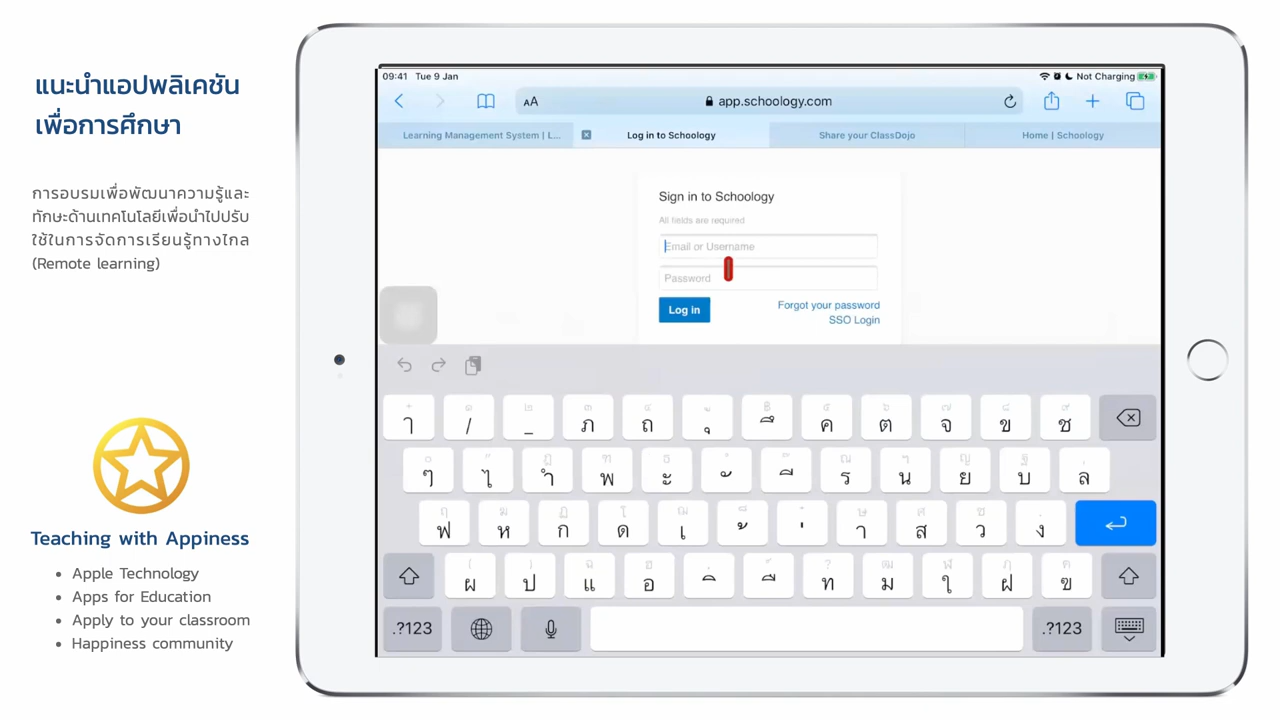 แนะนำแอปพลิเคชัน
เพื่อการศึกษา
การอบรมเพื่อพัฒนาความรู้และ
ทักษะด้านเทคโนโลยีเพื่อนำไปปรับ
ใช้ในการจัดการเรียนรู้ทางไกล
(Remote learning)
Teaching with Appiness
Apple Technology
Apps for Education
Apply to your classroom
Happiness community
09:41 Tue 9 Jan
Not Charging
AA
app.schoology.com
Learning Management System | L...
Log in to Schoology
Share your ClassDojo
Home | Schoology
Sign in to Schoology
All fields are required
Email or Username
Password
Log in
Forgot your password
SSO Login
ๅ / _ ภ ถ ุ ึ ค ต จ ข ช
ๆ ไ ำ พ ะ ั ี ร น ย บ ล
ฟ ห ก ด เ ้ ่ า ส ว ง
ผ ป แ อ ิ ื ท ม ใ ฝ ข
.?123
.?123